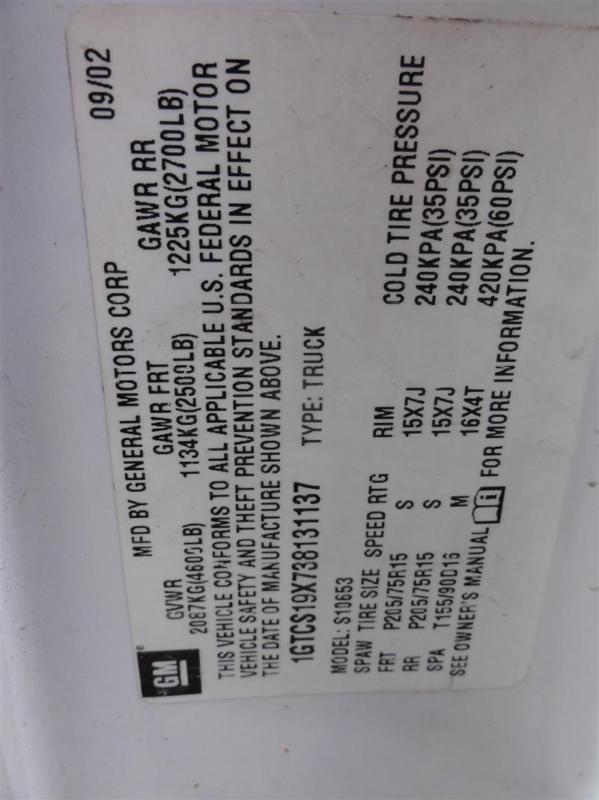 MFD BY GENERAL MOTORS CORP 09/02
GVWR GAWR FRT GAWR RR
2087KG(4600LB) 1134KG(2500LB) 1225KG(2700LB)
THIS VEHICLE CONFORMS TO ALL APPLICABLE U.S. FEDERAL MOTOR
VEHICLE SAFETY AND THEFT PREVENTION STANDARDS IN EFFECT ON
THE DATE OF MANUFACTURE SHOWN ABOVE.
1GTCS19X738131137 TYPE: TRUCK
MODEL: S10653
SPAW TIRE SIZE SPEED RTG RIM COLD TIRE PRESSURE
FRT P205/75R15 S 15X7J 240KPA(35PSI)
RR P205/75R15 S 15X7J 240KPA(35PSI)
SPA T155/90D16 M 16X4T 420KPA(60PSI)
SEE OWNER'S MANUAL i FOR MORE INFORMATION.
GM